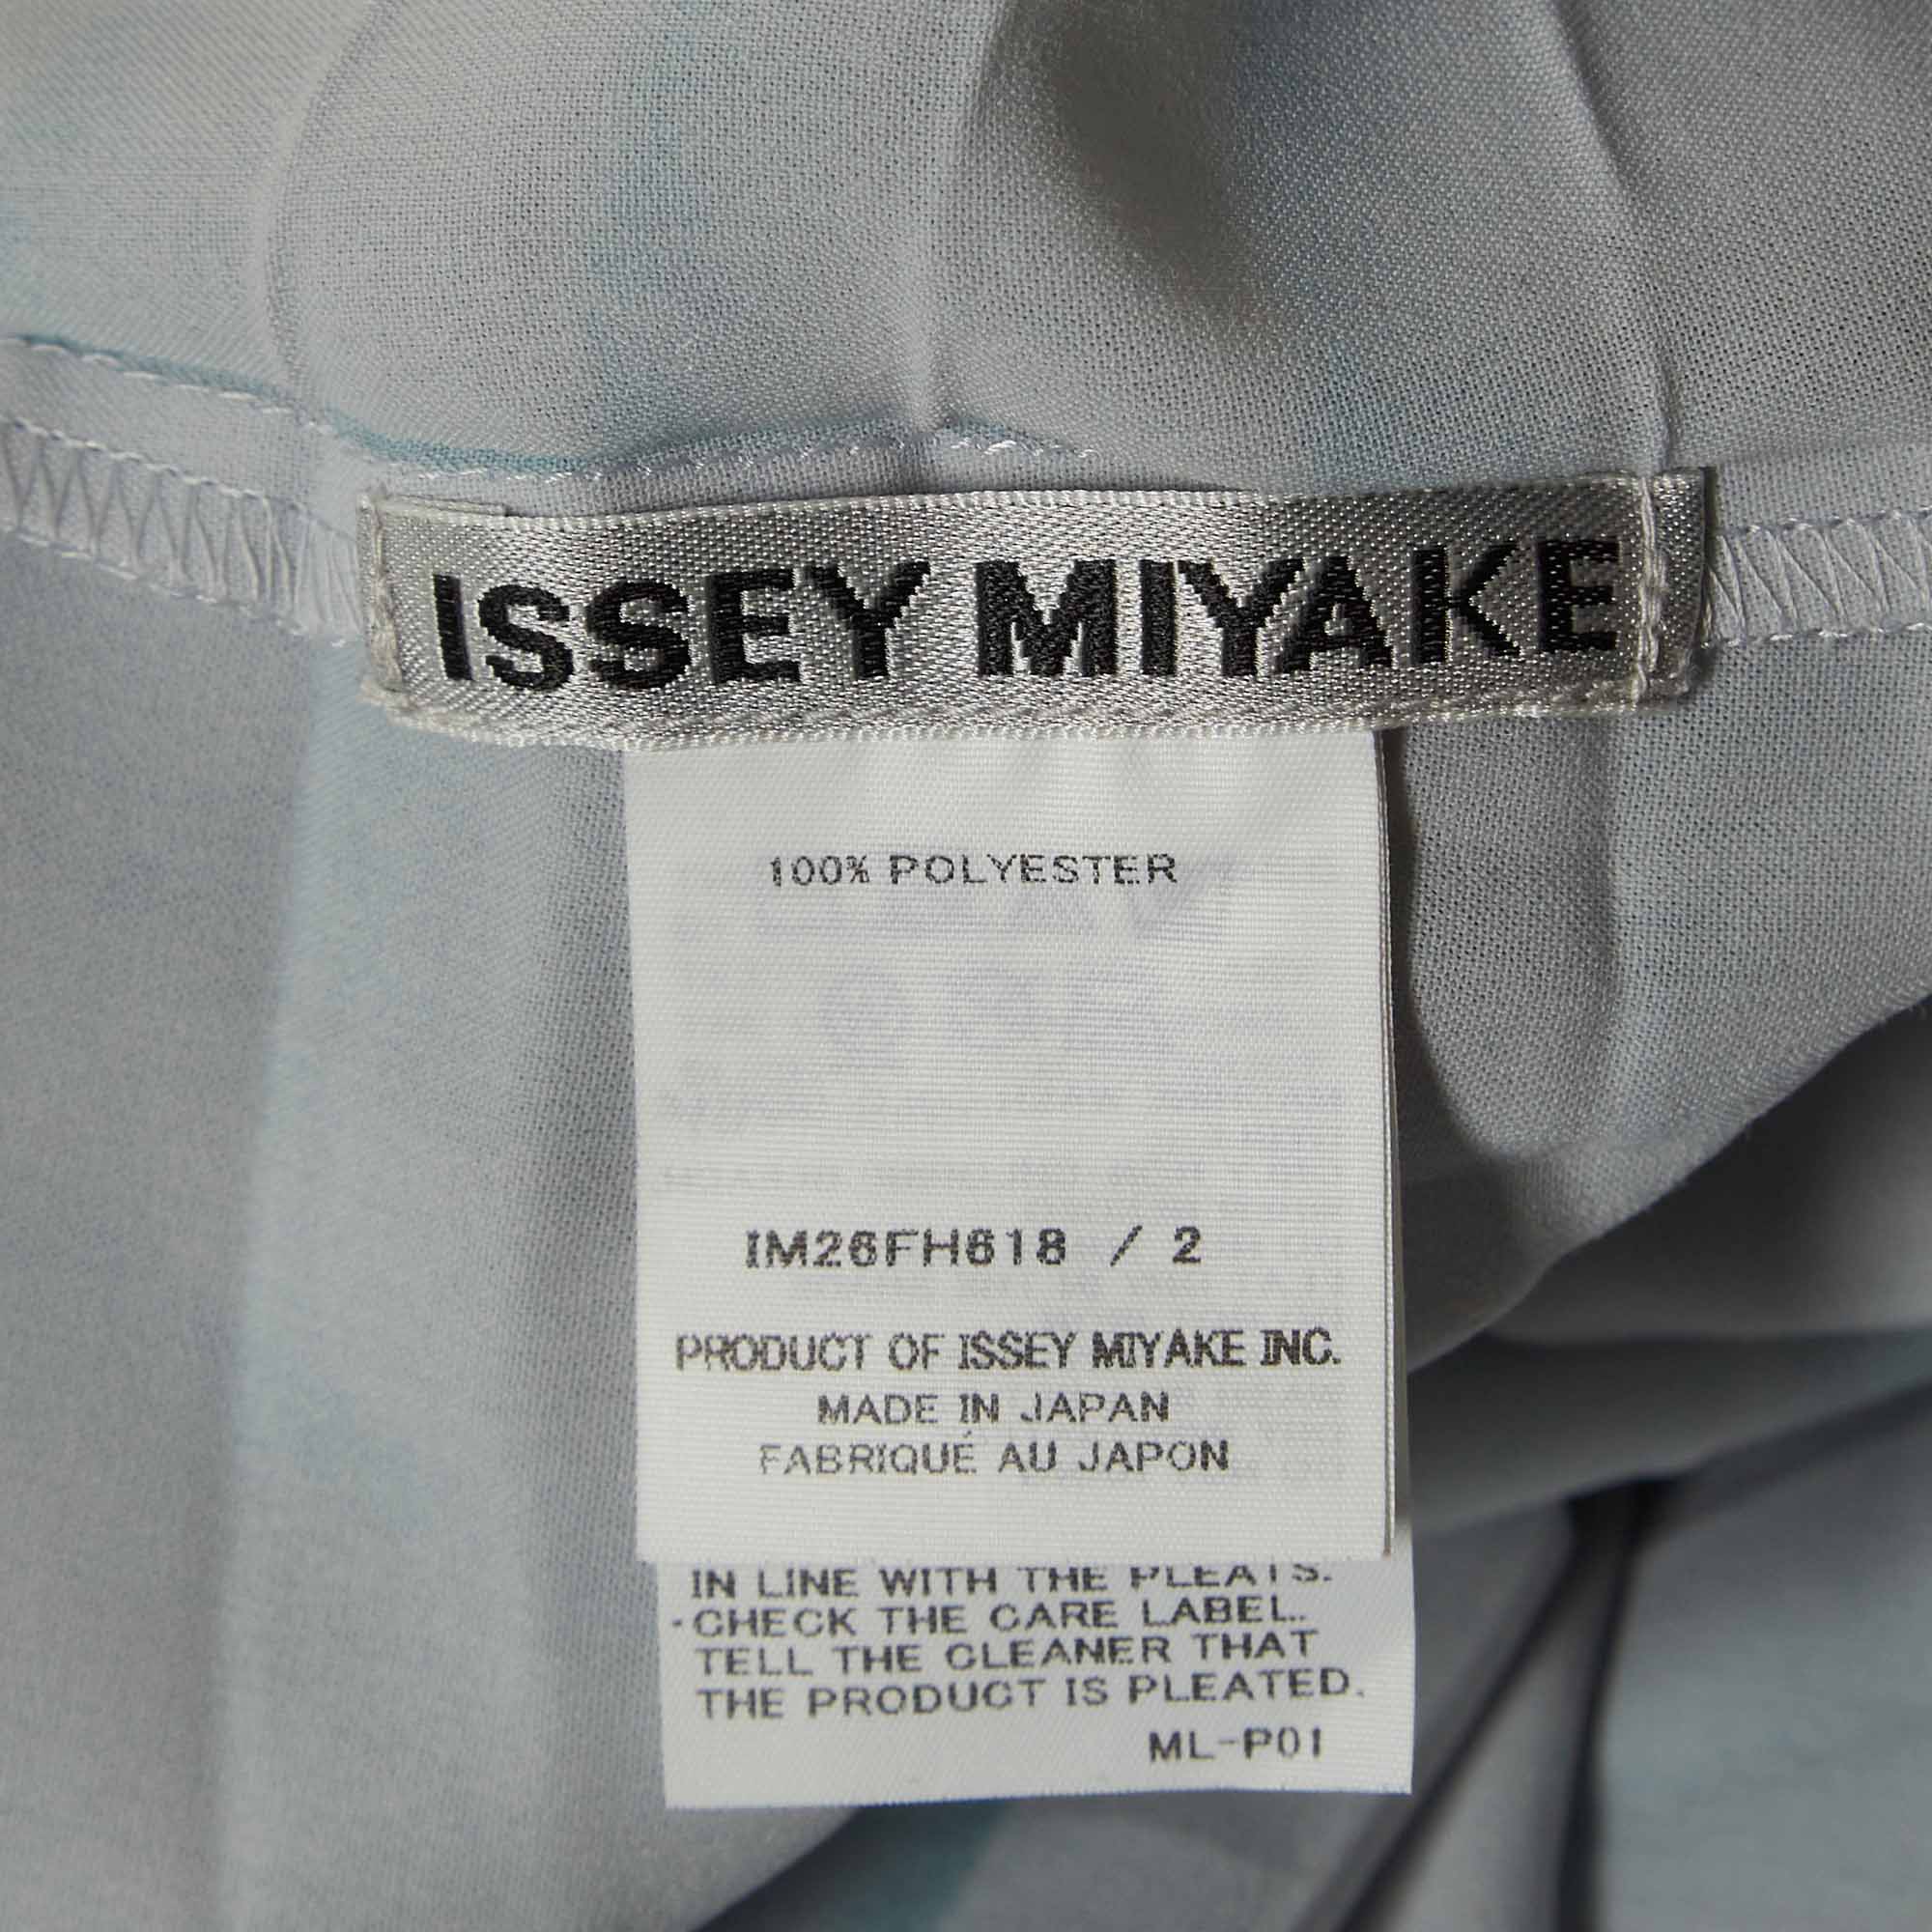 ISSEY MIYAKE
100% POLYESTER
IM26FH618 / 2
PRODUCT OF ISSEY MIYAKE INC.
MADE IN JAPAN
FABRIQUÉ AU JAPON
IN LINE WITH THE PLEATS.
·CHECK THE CARE LABEL.
TELL THE CLEANER THAT
THE PRODUCT IS PLEATED.
ML-P01